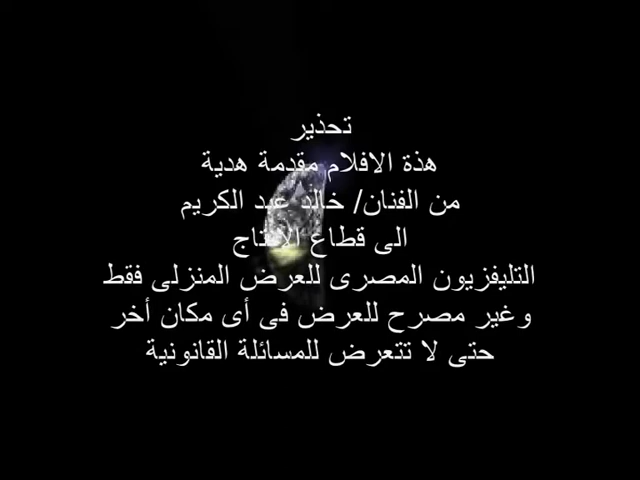 تحذير
هذة الافلام مقدمة هدية
من الفنان/ خالد عبد الكريم
الى قطاع الانتاج
التليفزيون المصرى للعرض المنزلى فقط
وغير مصرح للعرض فى أى مكان أخر
حتى لا تتعرض للمسائلة القانونية